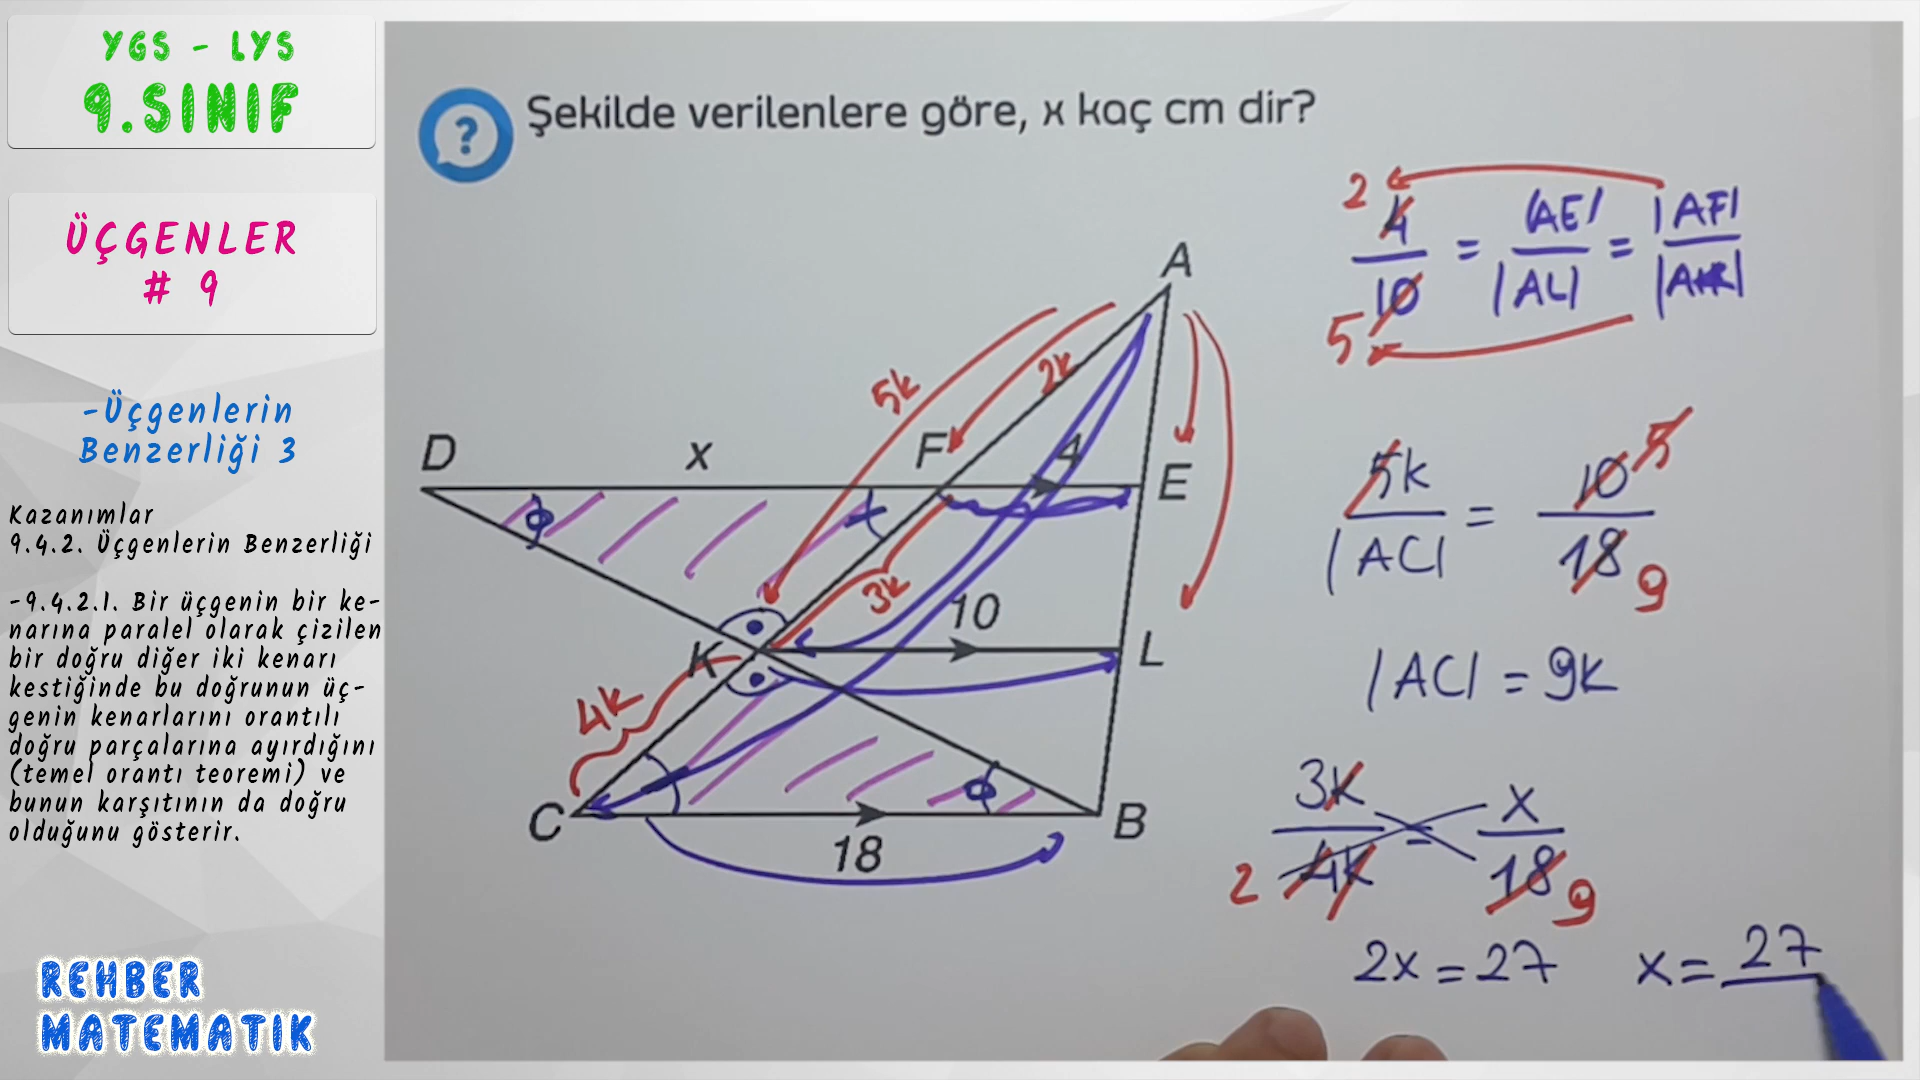 YGS - LYS
9.SINIF
ÜÇGENLER
# 9
-Üçgenlerin
Benzerliği 3
Kazanımlar
9.4.2. Üçgenlerin Benzerliği
-9.4.2.1. Bir üçgenin bir ke-
narına paralel olarak çizilen
bir doğru diğer iki kenarı
kestiğinde bu doğrunun üç-
genin kenarlarını orantılı
doğru parçalarına ayırdığını
(temel orantı teoremi) ve
bunun karşıtının da doğru
olduğunu gösterir.
REHBER
MATEMATIK
? Şekilde verilenlere göre, x kaç cm dir?
A
5k
2k
D
x
F
4
E
3k
10
K
L
4k
C
B
18
2
4/10 = |AE|/|AL| = |AF|/|AK|
5
5k/|AC| = 10/18
5
9
|AC| = 9k
3k/4k = x/18
2
9
2x = 27
x = 27